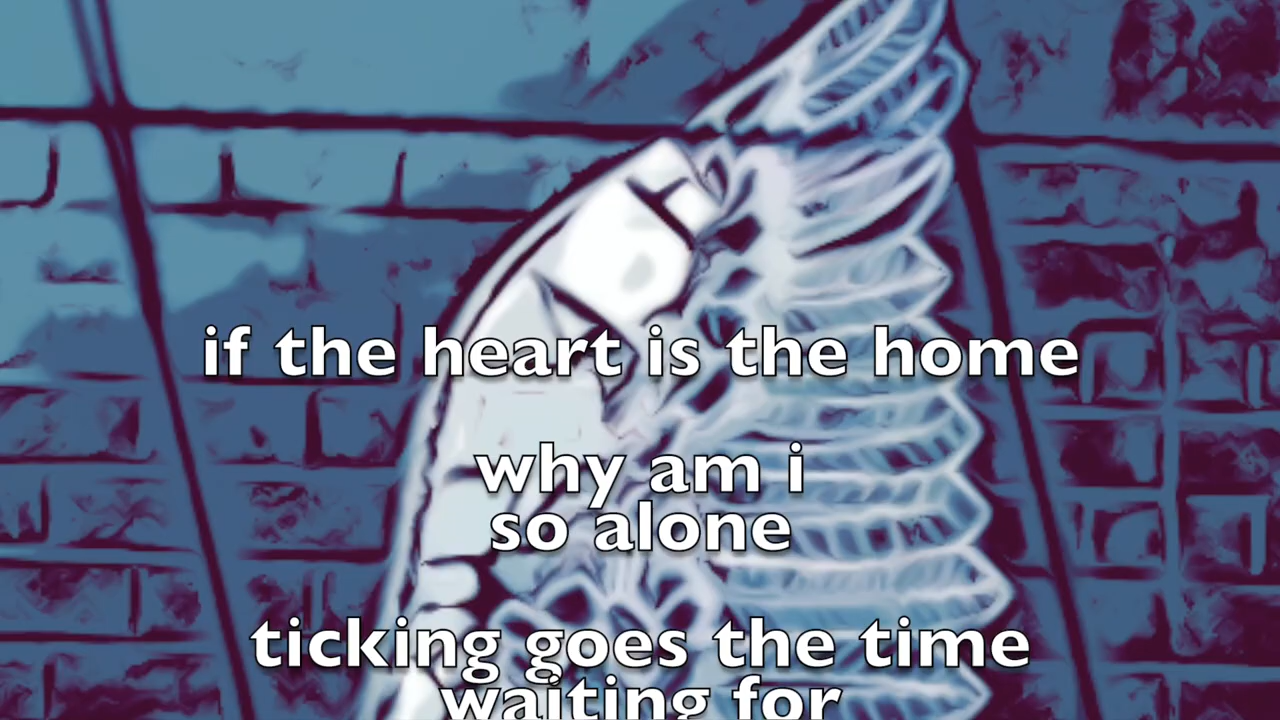 if the heart is the home
why am i
so alone
ticking goes the time
waiting for